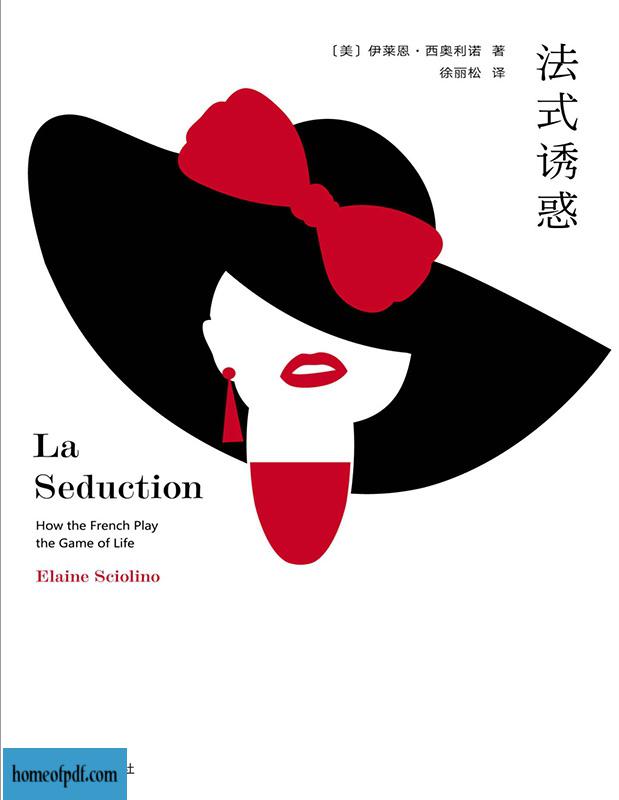 〔美〕伊莱恩·西奥利诺 著
徐丽松 译
法式诱惑
La
Seduction
How the French Play
the Game of Life
Elaine Sciolino
homeofpdf.com
社